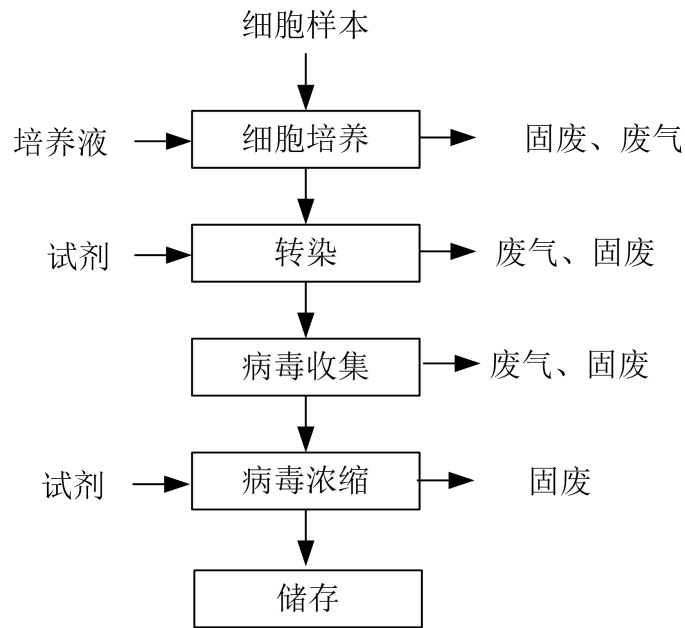 细胞样本
培养液 细胞培养 固废、废气
试剂 转染 废气、固废
病毒收集 废气、固废
试剂 病毒浓缩 固废
储存